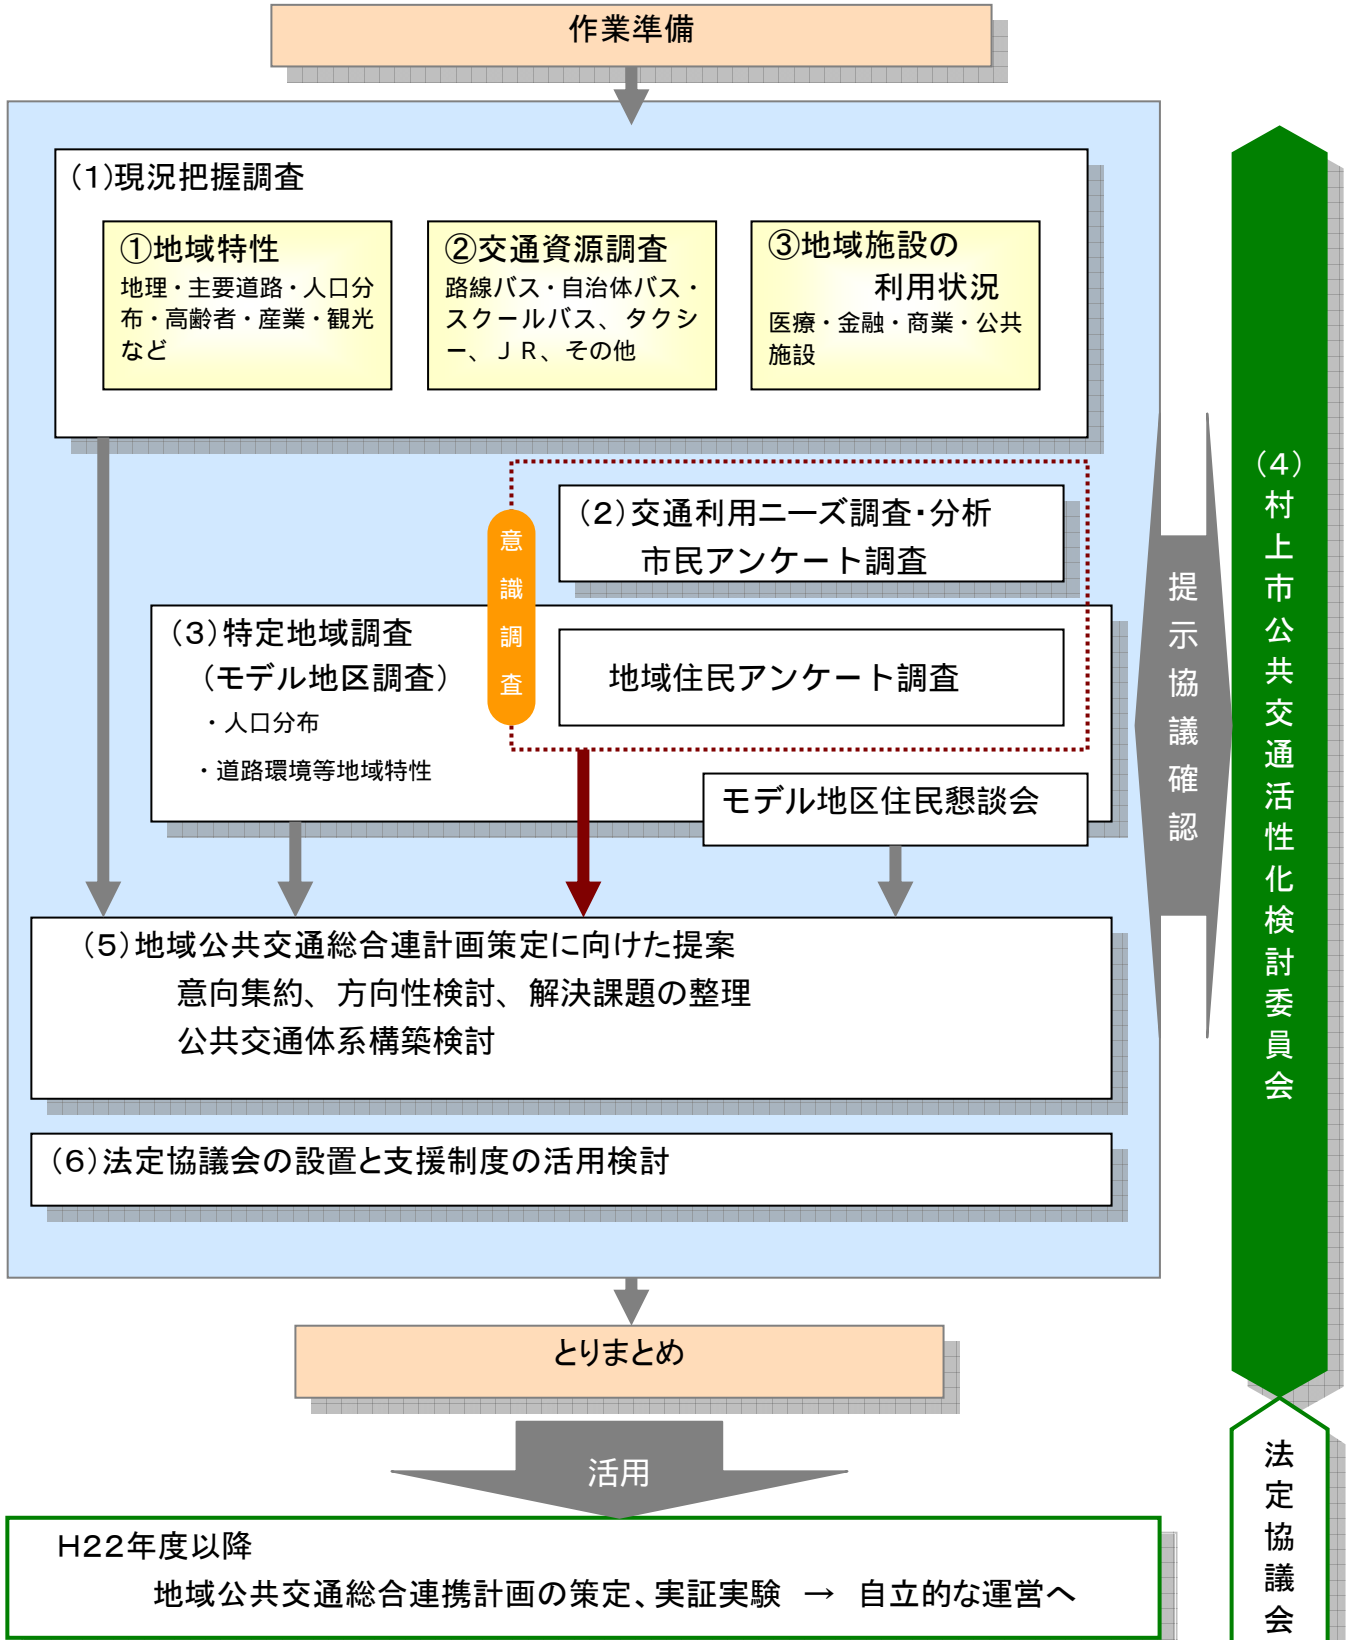 作業準備
(1)現況把握調査
①地域特性
地理・主要道路・人口分
布・高齢者・産業・観光
など
②交通資源調査
路線バス・自治体バス・
スクールバス、タクシ
ー、ＪＲ、その他
③地域施設の
利用状況
医療・金融・商業・公共
施設
意識調査
(2)交通利用ニーズ調査・分析
市民アンケート調査
(3)特定地域調査
(モデル地区調査)
・人口分布
・道路環境等地域特性
地域住民アンケート調査
モデル地区住民懇談会
(5)地域公共交通総合連計画策定に向けた提案
意向集約、方向性検討、解決課題の整理
公共交通体系構築検討
(6)法定協議会の設置と支援制度の活用検討
提示協議確認
(4)村上市公共交通活性化検討委員会
とりまとめ
活用
H22年度以降
地域公共交通総合連携計画の策定、実証実験 → 自立的な運営へ
法定協議会